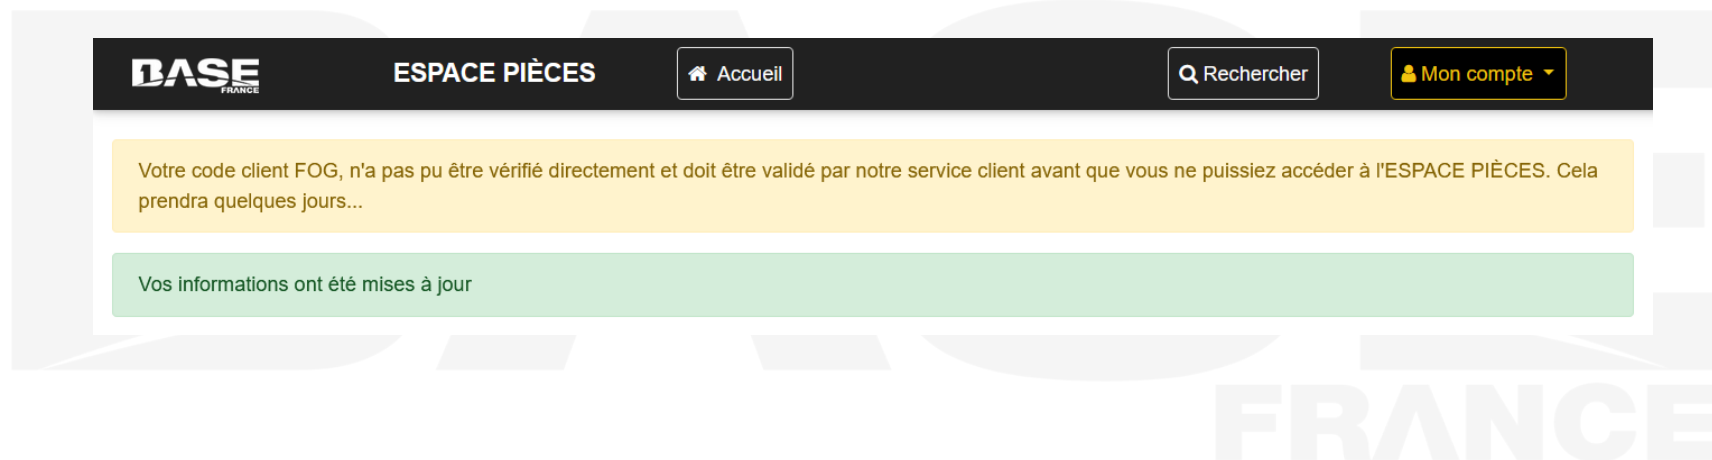 BASE
FRANCE
ESPACE PIÈCES
Accueil
Rechercher
Mon compte
Votre code client FOG, n'a pas pu être vérifié directement et doit être validé par notre service client avant que vous ne puissiez accéder à l'ESPACE PIÈCES. Cela
prendra quelques jours...
Vos informations ont été mises à jour
FRANCE